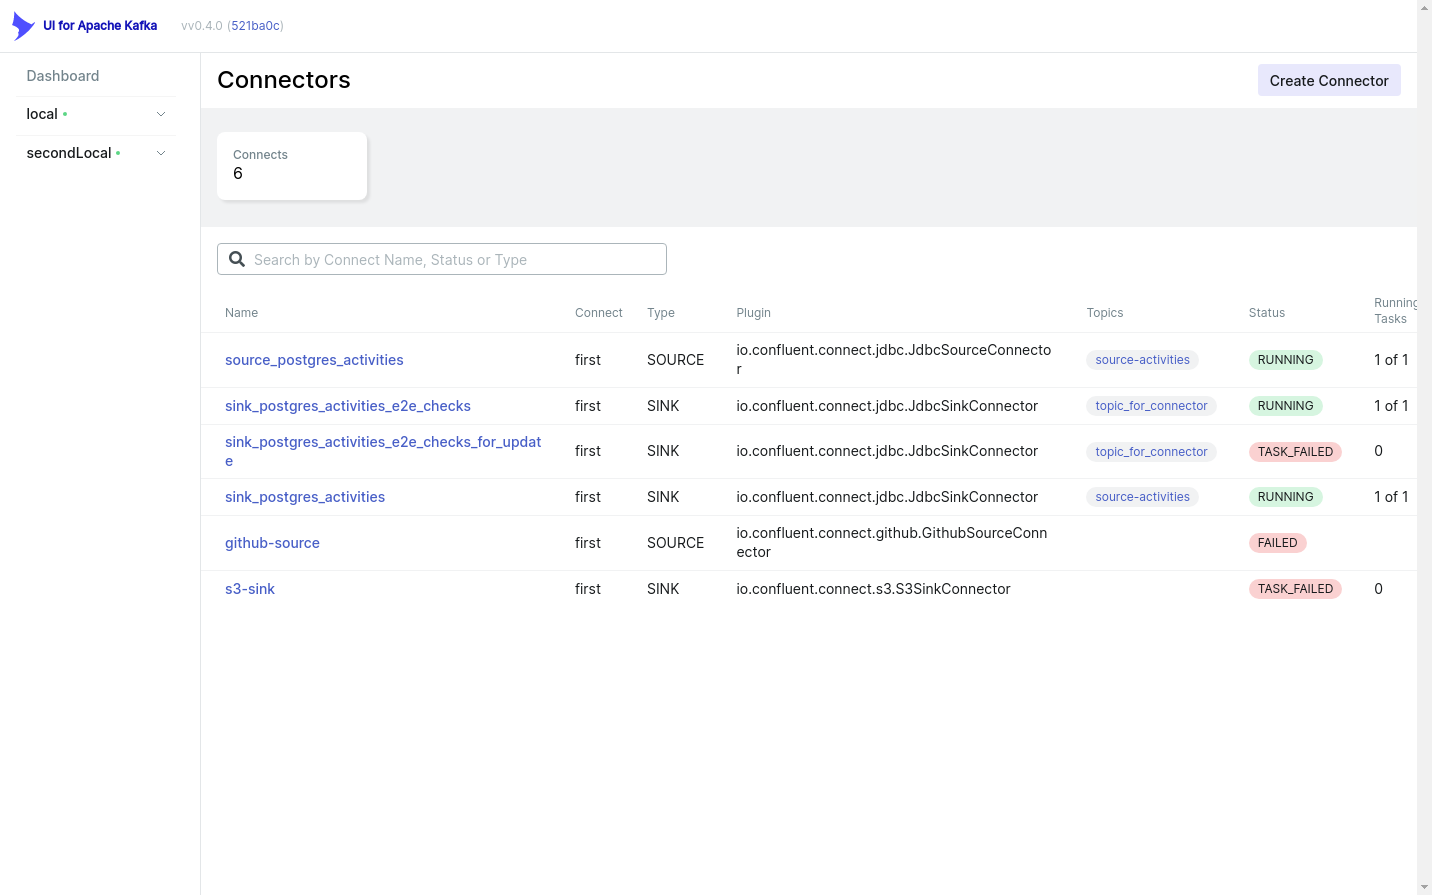 UI for Apache Kafka vv0.4.0 (521ba0c)
Dashboard
local
secondLocal
Connectors
Create Connector
Connects
6
Search by Connect Name, Status or Type
Name Connect Type Plugin Topics Status Running
Tasks
source_postgres_activities first SOURCE io.confluent.connect.jdbc.JdbcSourceConnecto
r source-activities RUNNING 1 of 1
sink_postgres_activities_e2e_checks first SINK io.confluent.connect.jdbc.JdbcSinkConnector topic_for_connector RUNNING 1 of 1
sink_postgres_activities_e2e_checks_for_updat
e first SINK io.confluent.connect.jdbc.JdbcSinkConnector topic_for_connector TASK_FAILED 0
sink_postgres_activities first SINK io.confluent.connect.jdbc.JdbcSinkConnector source-activities RUNNING 1 of 1
github-source first SOURCE io.confluent.connect.github.GithubSourceConn
ector FAILED
s3-sink first SINK io.confluent.connect.s3.S3SinkConnector TASK_FAILED 0